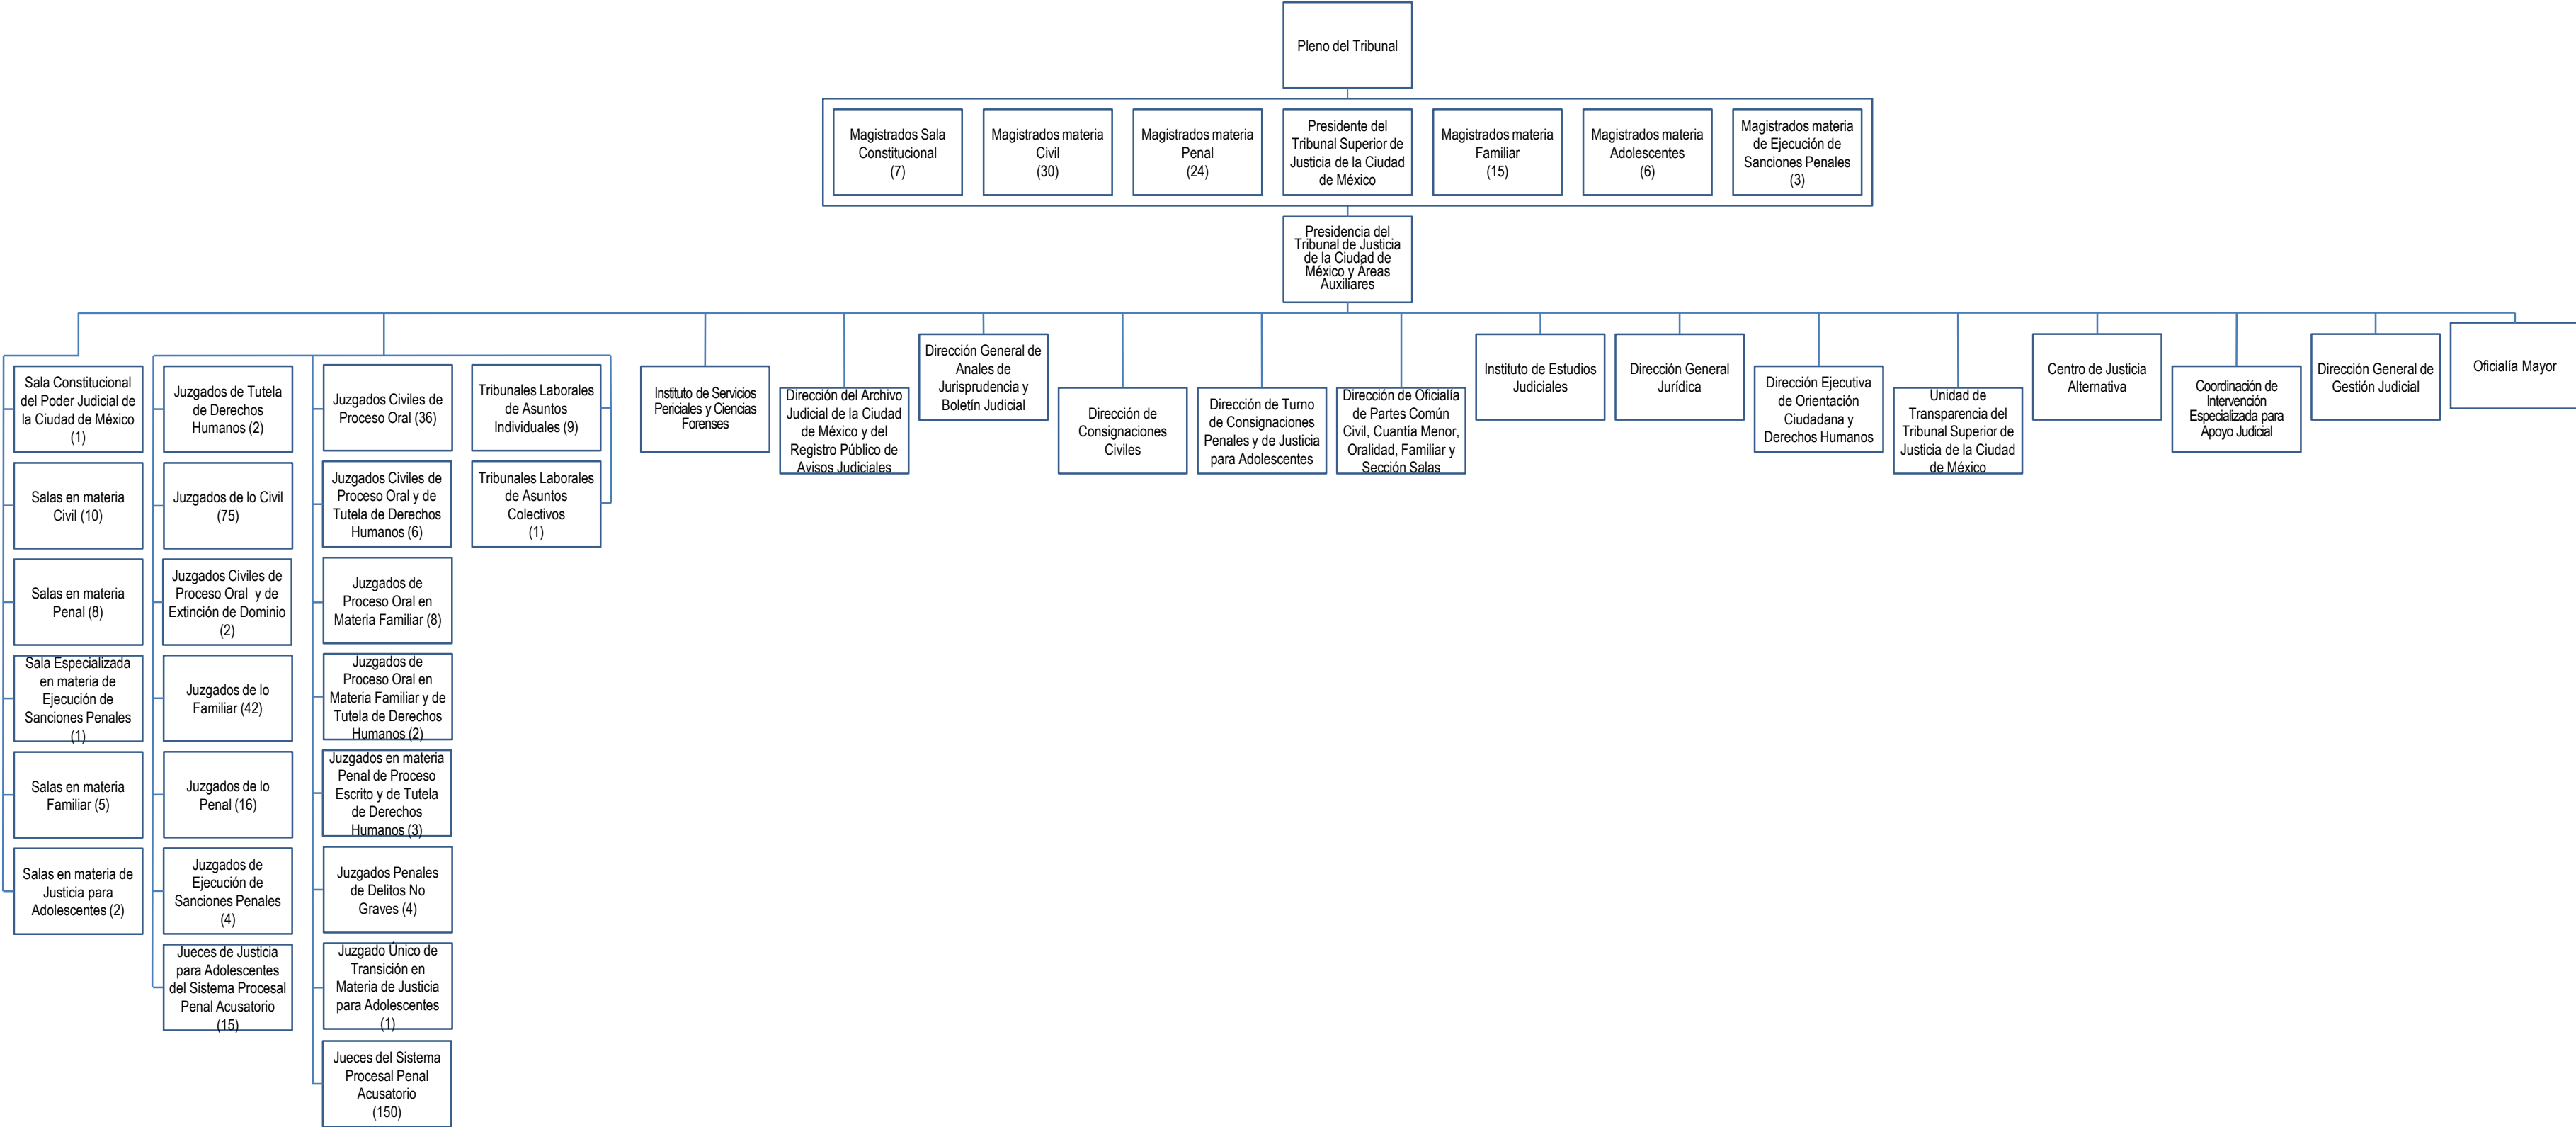 Pleno del Tribunal
Magistrados Sala
Constitucional
(7)
Magistrados materia
Civil
(30)
Magistrados materia
Penal
(24)
Presidente del
Tribunal Superior de
Justicia de la Ciudad
de México
Magistrados materia
Familiar
(15)
Magistrados materia
Adolescentes
(6)
Magistrados materia
de Ejecución de
Sanciones Penales
(3)
Presidencia del
Tribunal de Justicia
de la Ciudad de
México y Áreas
Auxiliares
Sala Constitucional
del Poder Judicial de
la Ciudad de México
(1)
Salas en materia
Civil (10)
Salas en materia
Penal (8)
Sala Especializada
en materia de
Ejecución de
Sanciones Penales
(1)
Salas en materia
Familiar (5)
Salas en materia de
Justicia para
Adolescentes (2)
Juzgados de Tutela
de Derechos
Humanos (2)
Juzgados de lo Civil
(75)
Juzgados Civiles de
Proceso Oral y de
Extinción de Dominio
(2)
Juzgados de lo
Familiar (42)
Juzgados de lo
Penal (16)
Juzgados de
Ejecución de
Sanciones Penales
(4)
Jueces de Justicia
para Adolescentes
del Sistema Procesal
Penal Acusatorio
(15)
Juzgados Civiles de
Proceso Oral (36)
Juzgados Civiles de
Proceso Oral y de
Tutela de Derechos
Humanos (6)
Juzgados de
Proceso Oral en
Materia Familiar (8)
Juzgados de
Proceso Oral en
Materia Familiar y de
Tutela de Derechos
Humanos (2)
Juzgados en materia
Penal de Proceso
Escrito y de Tutela
de Derechos
Humanos (3)
Juzgados Penales
de Delitos No
Graves (4)
Juzgado Único de
Transición en
Materia de Justicia
para Adolescentes
(1)
Jueces del Sistema
Procesal Penal
Acusatorio
(150)
Tribunales Laborales
de Asuntos
Individuales (9)
Tribunales Laborales
de Asuntos
Colectivos
(1)
Instituto de Servicios
Periciales y Ciencias
Forenses
Dirección del Archivo
Judicial de la Ciudad
de México y del
Registro Público de
Avisos Judiciales
Dirección General de
Anales de
Jurisprudencia y
Boletín Judicial
Dirección de
Consignaciones
Civiles
Dirección de Turno
de Consignaciones
Penales y de Justicia
para Adolescentes
Dirección de Oficialía
de Partes Común
Civil, Cuantía Menor,
Oralidad, Familiar y
Sección Salas
Instituto de Estudios
Judiciales
Dirección General
Jurídica
Dirección Ejecutiva
de Orientación
Ciudadana y
Derechos Humanos
Unidad de
Transparencia del
Tribunal Superior de
Justicia de la Ciudad
de México
Centro de Justicia
Alternativa
Coordinación de
Intervención
Especializada para
Apoyo Judicial
Dirección General de
Gestión Judicial
Oficialía Mayor